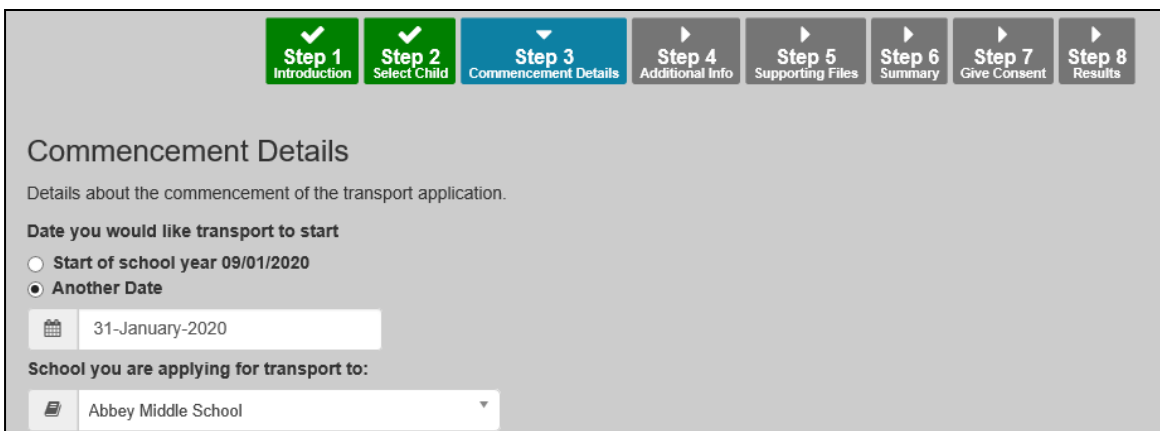 Step 1 Step 2 Step 3 Step 4 Step 5 Step 6 Step 7 Step 8
Introduction Select Child Commencement Details Additional Info Supporting Files Summary Give Consent Results
Commencement Details
Details about the commencement of the transport application.
Date you would like transport to start
Start of school year 09/01/2020
Another Date
31-January-2020
School you are applying for transport to:
Abbey Middle School